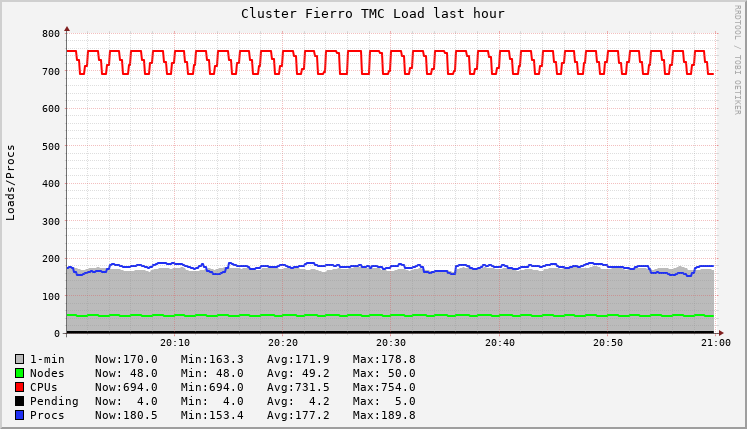 Cluster Fierro TMC Load last hour
RRDTOOL / TOBI OETIKER
Loads/Procs
800
700
600
500
400
300
200
100
0
20:10 20:20 20:30 20:40 20:50 21:00
1-min Now:170.0 Min:163.3 Avg:171.9 Max:178.8
Nodes Now: 48.0 Min: 48.0 Avg: 49.2 Max: 50.0
CPUs Now:694.0 Min:694.0 Avg:731.5 Max:754.0
Pending Now: 4.0 Min: 4.0 Avg: 4.2 Max: 5.0
Procs Now:180.5 Min:153.4 Avg:177.2 Max:189.8